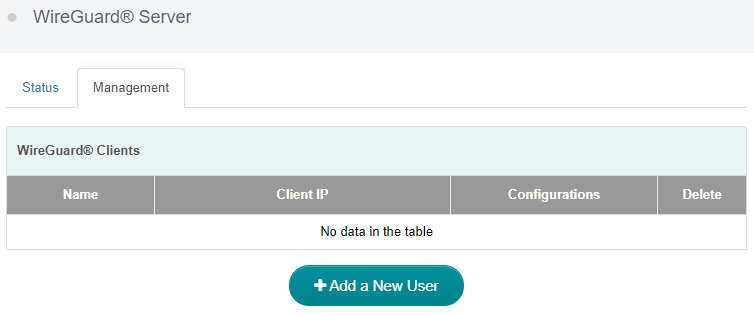 WireGuard® Server
Status Management
WireGuard® Clients
Name Client IP Configurations Delete
No data in the table
+ Add a New User